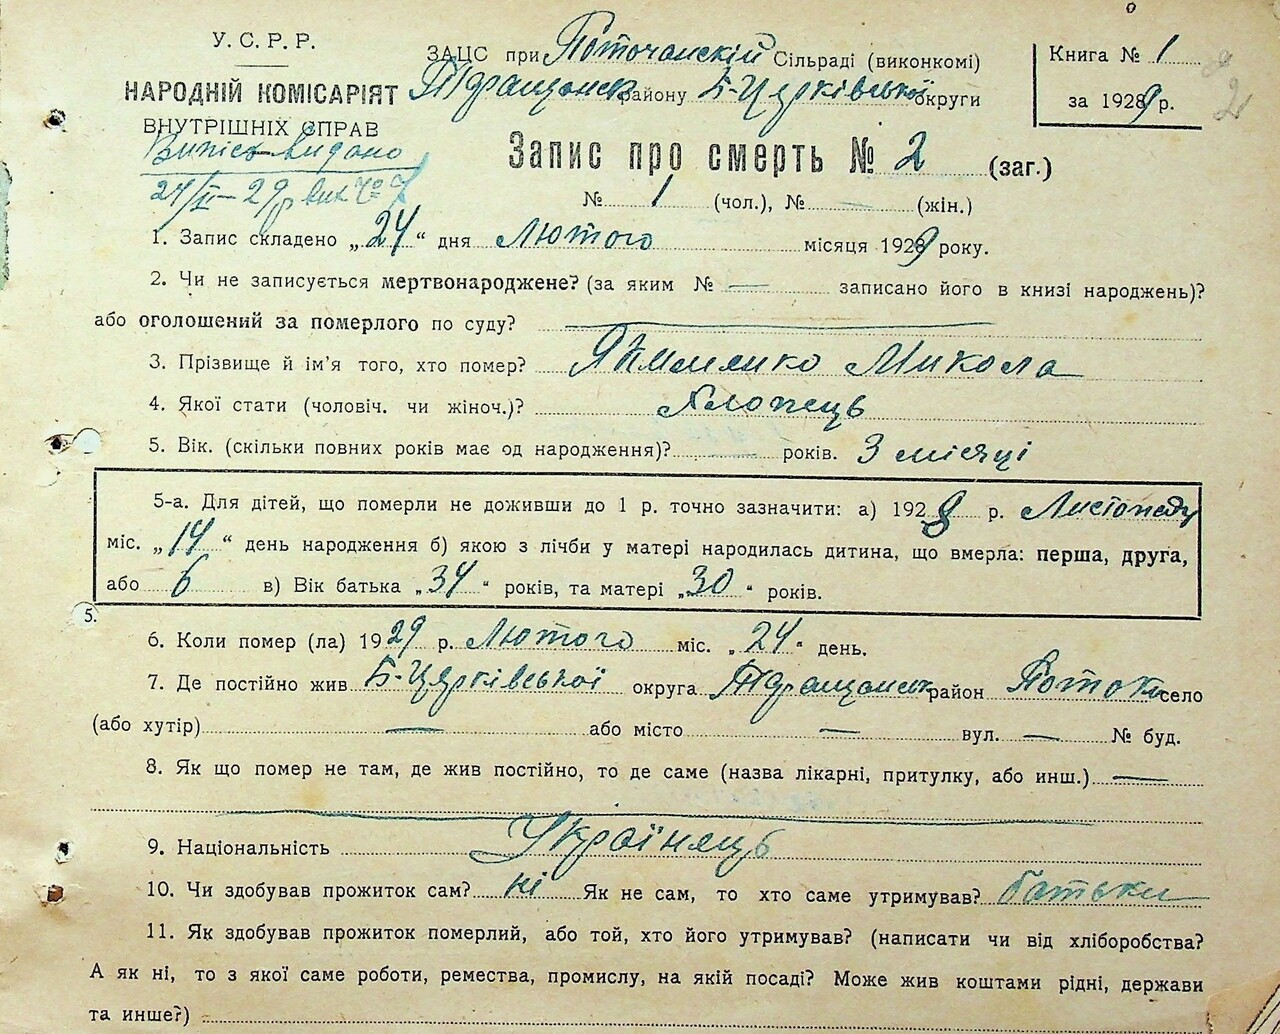 У. С. Р. Р.
НАРОДНІЙ КОМІСАРІЯТ
ВНУТРІШНІХ СПРАВ
Випись видано
24/II-29р
ЗАЦС при Поточанскій Сільраді (виконкомі)
району Б-Церківської округи
Книга № 1
за 1929 р.
2
Запис про смерть № 2 (заг.)
№ 1 (чол.), № — (жін.)
1. Запис складено „24" дня Лютого місяця 1929 року.
2. Чи не записується мертвонароджене? (за яким № — записано його в книзі народжень)?
або оголошений за померлого по суду?
3. Прізвище й ім'я того, хто помер? Якименко Микола
4. Якої стати (чоловіч. чи жіноч.)? Хлопець
5. Вік. (скільки повних років має од народження)? — років. 3 місяці
5-а. Для дітей, що померли не доживши до 1 р. точно зазначити: а) 1928 р. Листопаду
міс. „14" день народження б) якою з лічби у матері народилась дитина, що вмерла: перша, друга,
або 6 в) Вік батька „34" років, та матері „30" років.
5.
6. Коли помер (ла) 1929 р. Лютого міс. „24" день.
7. Де постійно жив Б-Церківської округа район Потоки село
(або хутір) — або місто — вул. — № буд.
8. Як що помер не там, де жив постійно, то де саме (назва лікарні, притулку, або инш.) —
9. Національність Українець
10. Чи здобував прожиток сам? ні Як не сам, то хто саме утримував? батьки
11. Як здобував прожиток померлий, або той, хто його утримував? (написати чи від хліборобства?
А як ні, то з якої саме роботи, ремества, промислу, на якій посаді? Може жив коштами рідні, держави
та инше?)